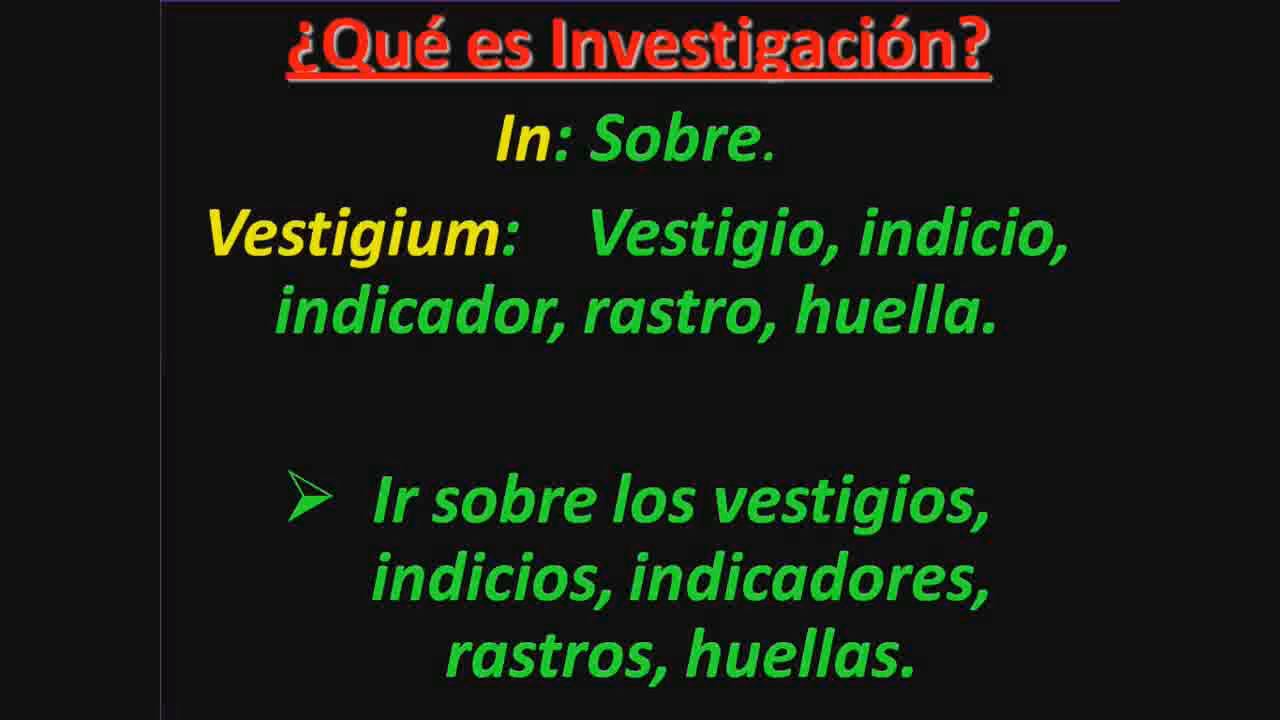 ¿Qué es Investigación?
In: Sobre.
Vestigium: Vestigio, indicio,
indicador, rastro, huella.
Ir sobre los vestigios,
indicios, indicadores,
rastros, huellas.